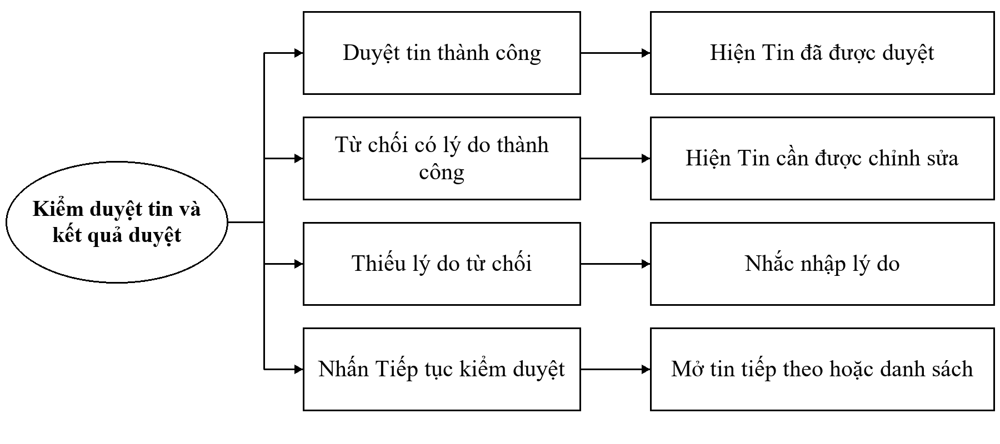 Duyệt tin thành công
Hiện Tin đã được duyệt
Từ chối có lý do thành
công
Hiện Tin cần được chỉnh sửa
Kiểm duyệt tin và
kết quả duyệt
Thiếu lý do từ chối
Nhắc nhập lý do
Nhấn Tiếp tục kiểm duyệt
Mở tin tiếp theo hoặc danh sách